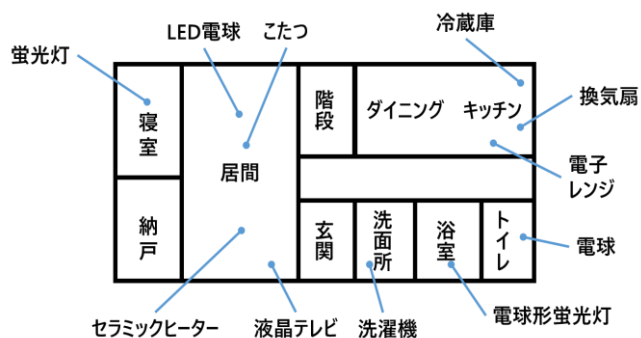 LED電球
こたつ
冷蔵庫
蛍光灯
換気扇
寝室
階段
ダイニング
キッチン
居間
電子
レンジ
納戸
玄関
洗面所
浴室
トイレ
電球
セラミックヒーター
液晶テレビ
洗濯機
電球形蛍光灯